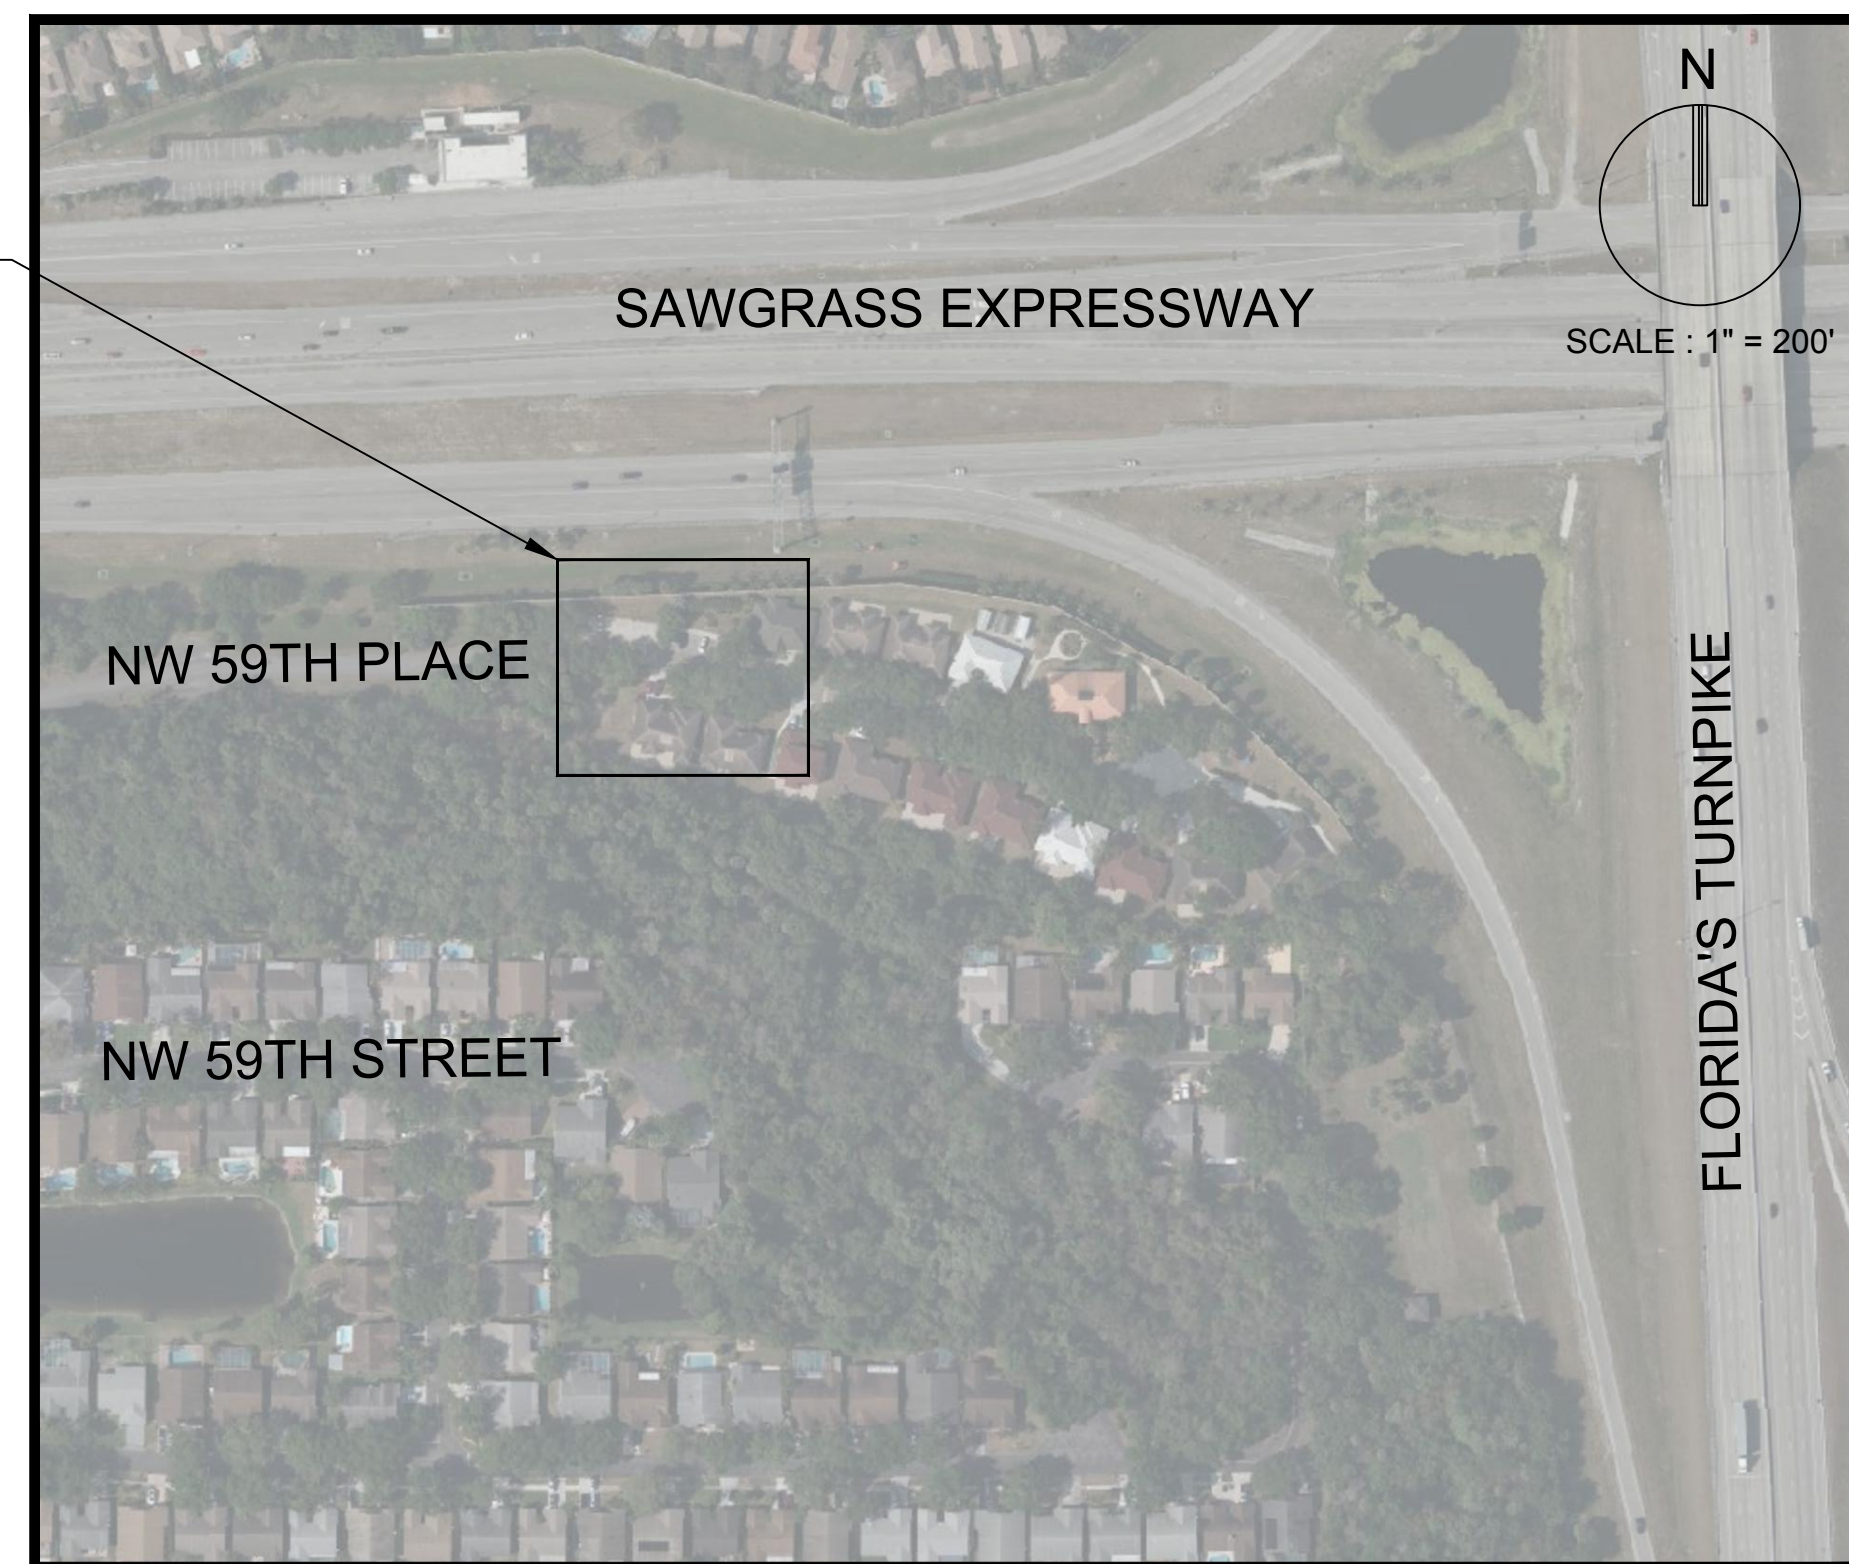 N
SCALE : 1" = 200'
SAWGRASS EXPRESSWAY
NW 59TH PLACE
FLORIDA'S TURNPIKE
NW 59TH STREET